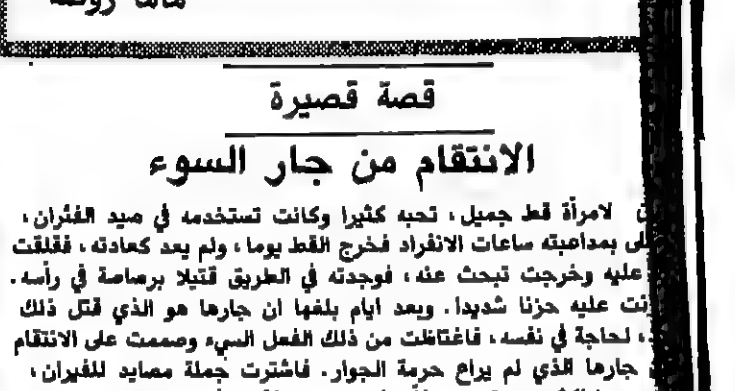 ماما
قصة قصيرة
الانتقام من جار السوء
لامرأة قط جميل، تحبه كثيرا وكانت تستخدمه في صيد الفئران،
بمداعبته ساعات الانفراد فخرج القط يوما، ولم يعد كعادته، فقلقت
عليه وخرجت تبحث عنه، فوجدته في الطريق قتيلا برصاصة في رأسه.
عليه حزنا شديدا. وبعد أيام بلغها ان جارها هو الذي قتل ذلك
لحاجة في نفسه، فاغتاظت من ذلك الفعل السيء وصممت على الانتقام
جارها الذي لم يراع حرمة الجوار. فاشترت جملة مصايد للفيران،